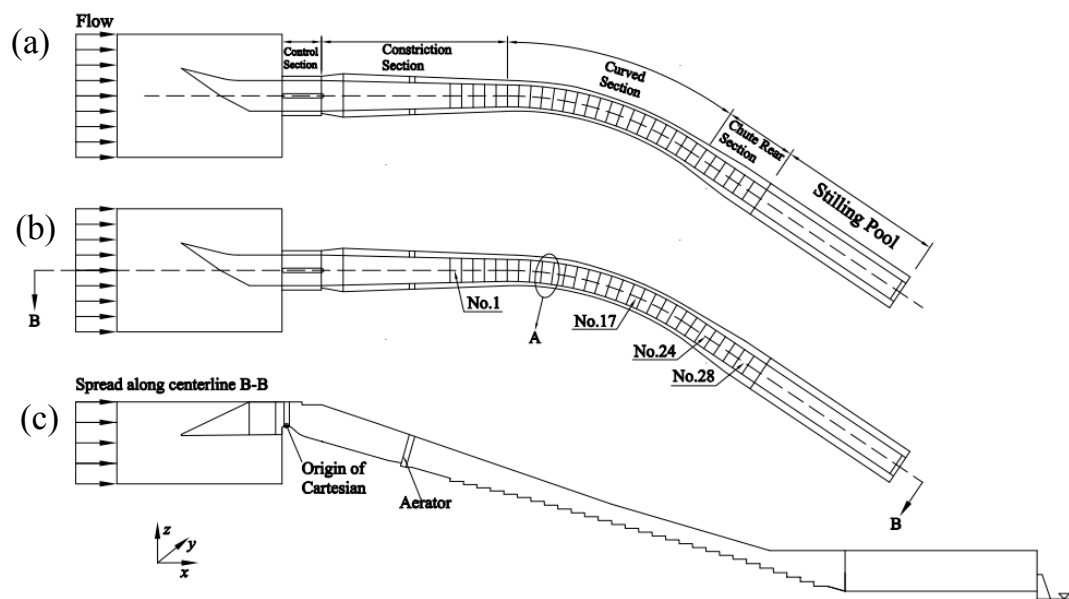 (a)
Flow
Control
Section
Constriction
Section
Curved
Section
Chute Rear
Section
Stilling Pool
(b)
B
No.1
A
No.17
No.24
No.28
B
Spread along centerline B-B
(c)
Origin of
Cartesian
Aerator
z
y
x